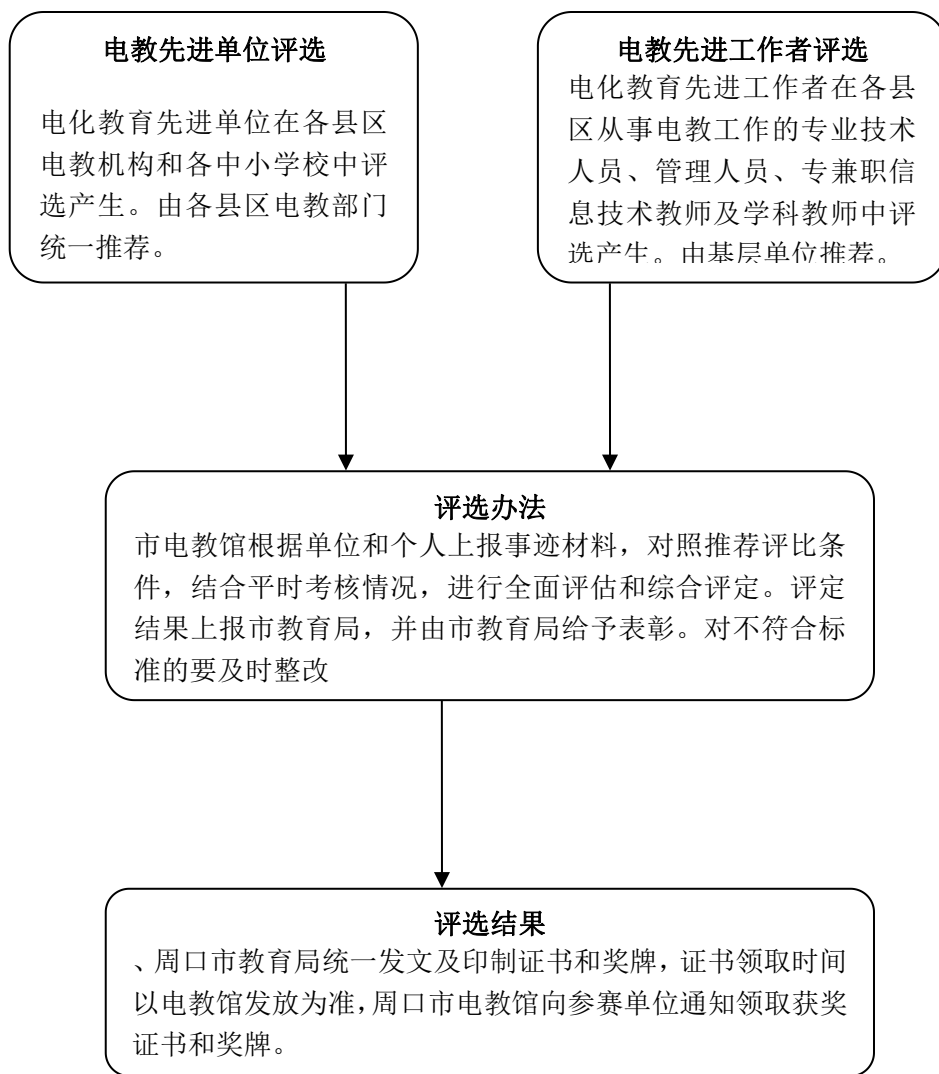 电教先进单位评选
电化教育先进单位在各县区
电教机构和各中小学校中评
选产生。由各县区电教部门
统一推荐。
电教先进工作者评选
电化教育先进工作者在各县
区从事电教工作的专业技术
人员、管理人员、专兼职信
息技术教师及学科教师中评
选产生。由基层单位推荐。
评选办法
市电教馆根据单位和个人上报事迹材料，对照推荐评比条
件，结合平时考核情况，进行全面评估和综合评定。评定
结果上报市教育局，并由市教育局给予表彰。对不符合标
准的要及时整改
评选结果
、周口市教育局统一发文及印制证书和奖牌，证书领取时间
以电教馆发放为准，周口市电教馆向参赛单位通知领取获奖
证书和奖牌。